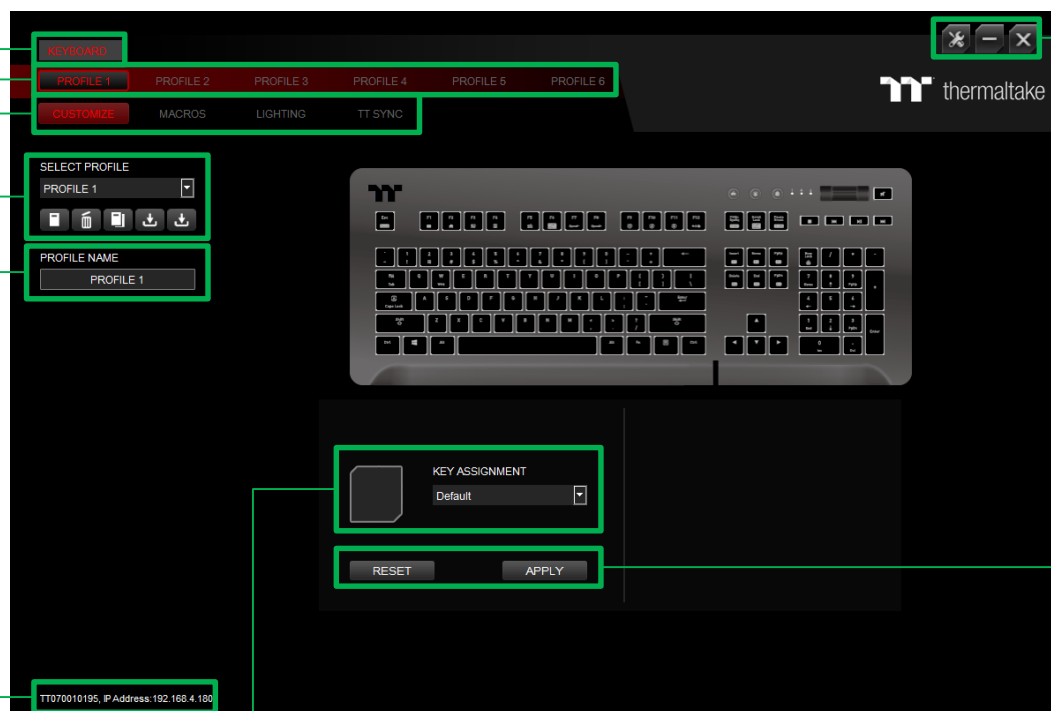 KEYBOARD
PROFILE 1 PROFILE 2 PROFILE 3 PROFILE 4 PROFILE 5 PROFILE 6
thermaltake
CUSTOMIZE MACROS LIGHTING TT SYNC
SELECT PROFILE
PROFILE 1
PROFILE NAME
PROFILE 1
KEY ASSIGNMENT
Default
RESET APPLY
TT070010195, IP Address:192.168.4.180